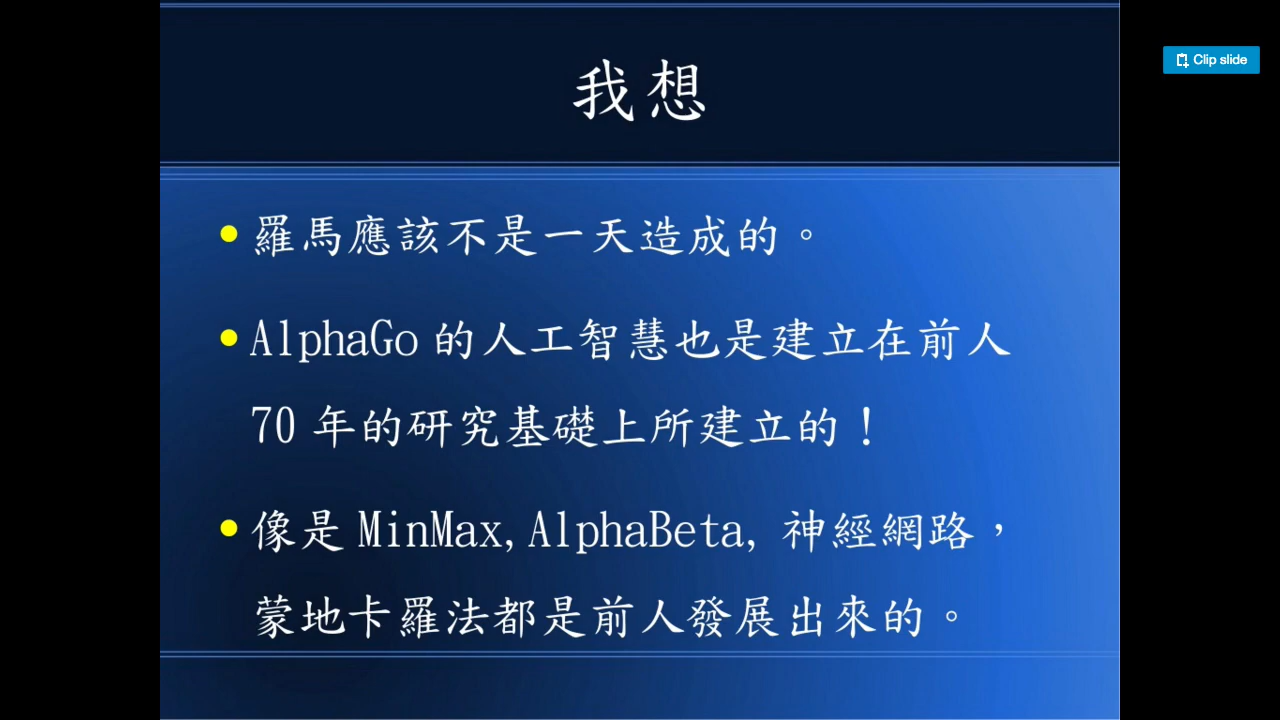 Clip slide
我想
羅馬應該不是一天造成的。
AlphaGo 的人工智慧也是建立在前人
70 年的研究基礎上所建立的！
像是 MinMax, AlphaBeta, 神經網路，
蒙地卡羅法都是前人發展出來的。